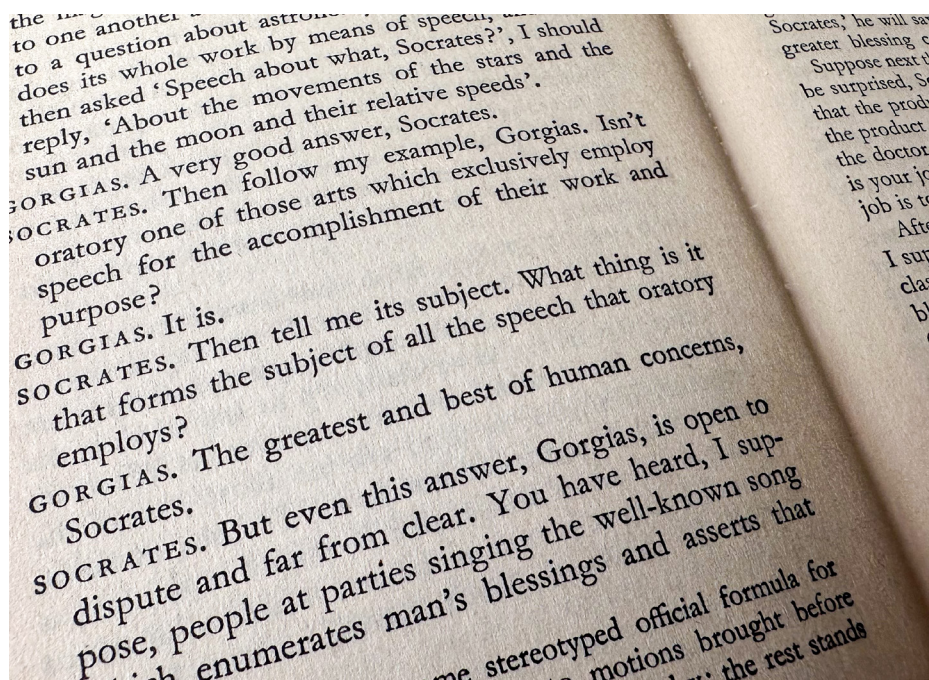 the
to one another
to a question about
does its whole work by means of speech,
then asked ‘Speech about what, Socrates?’, I should
reply, ‘About the movements of the stars and the
sun and the moon and their relative speeds’.
GORGIAS. A very good answer, Socrates.
SOCRATES. Then follow my example, Gorgias. Isn’t
oratory one of those arts which exclusively employ
speech for the accomplishment of their work and
purpose?
GORGIAS. It is.
SOCRATES. Then tell me its subject. What thing is it
that forms the subject of all the speech that oratory
employs?
GORGIAS. The greatest and best of human concerns,
Socrates.
SOCRATES. But even this answer, Gorgias, is open to
dispute and far from clear. You have heard, I sup-
pose, people at parties singing the well-known song
enumerates man’s blessings and asserts that
stereotyped official formula for
motions brought before
the rest stands
Socrates,’ he will
greater blessing
Suppose next
be surprised,
that the
the product
the doctor
is your
job is
I